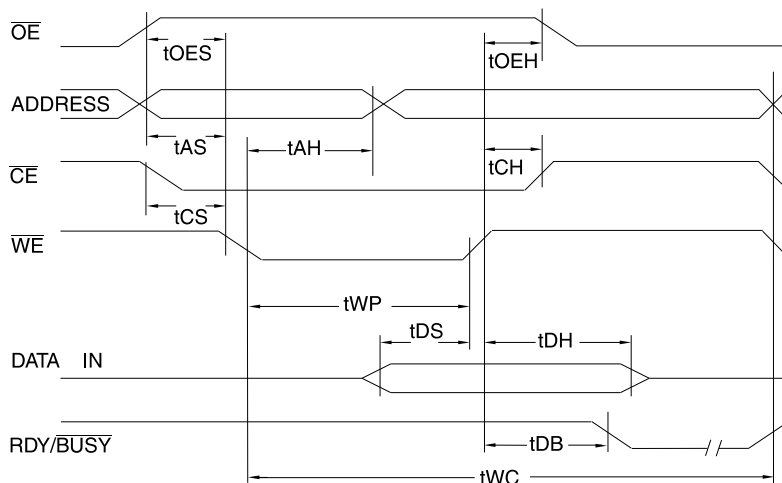 OE
tOES
tOEH
ADDRESS
tAS
tAH
CE
tCH
tCS
WE
tWP
tDS
tDH
DATA IN
RDY/BUSY
tDB
tWC